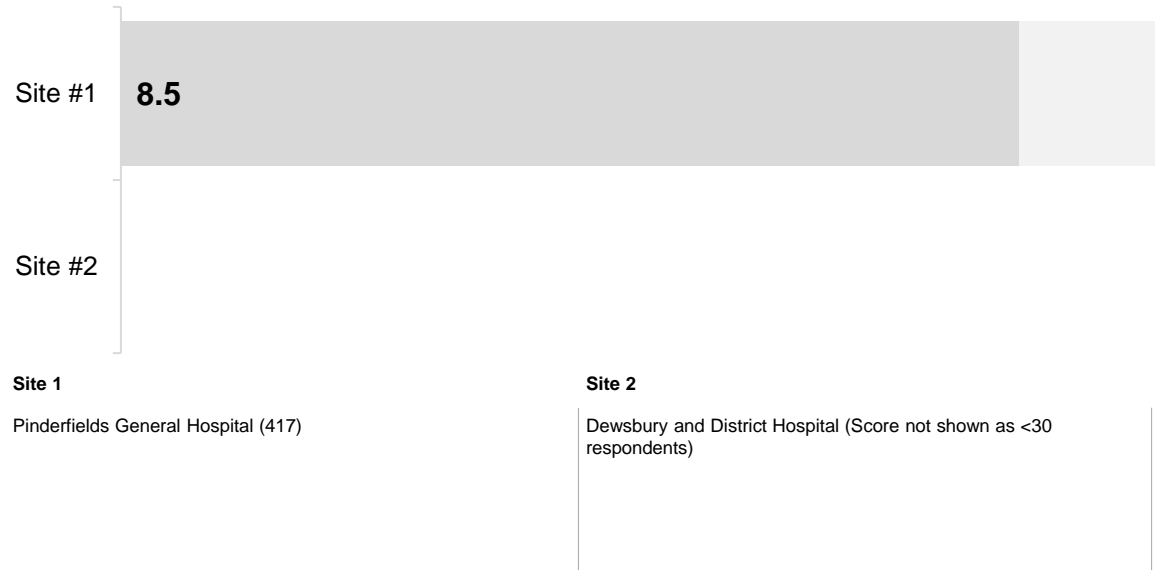 Site #1
8.5
Site #2
Site 1
Site 2
Pinderfields General Hospital (417)
Dewsbury and District Hospital (Score not shown as <30
respondents)